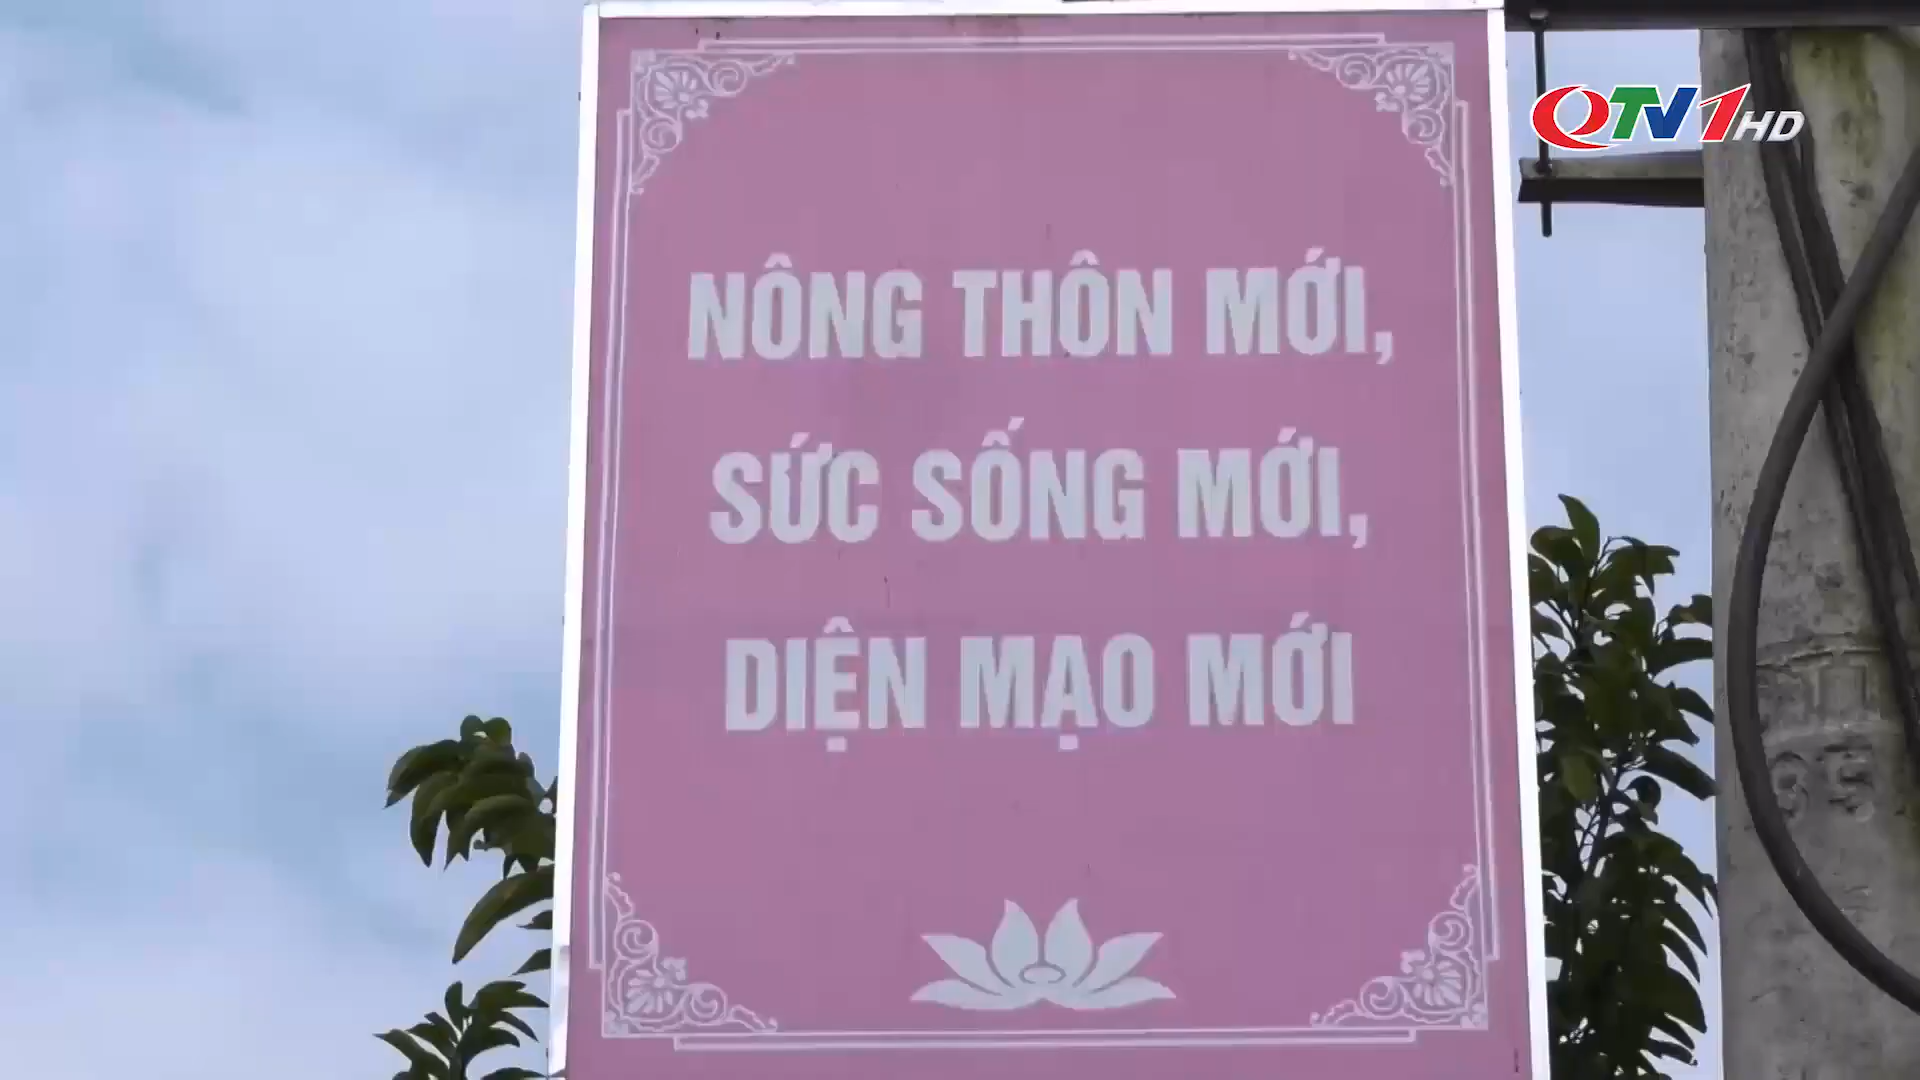 QTV1HD
NÔNG THÔN MỚI,
SỨC SỐNG MỚI,
DIỆN MẠO MỚI